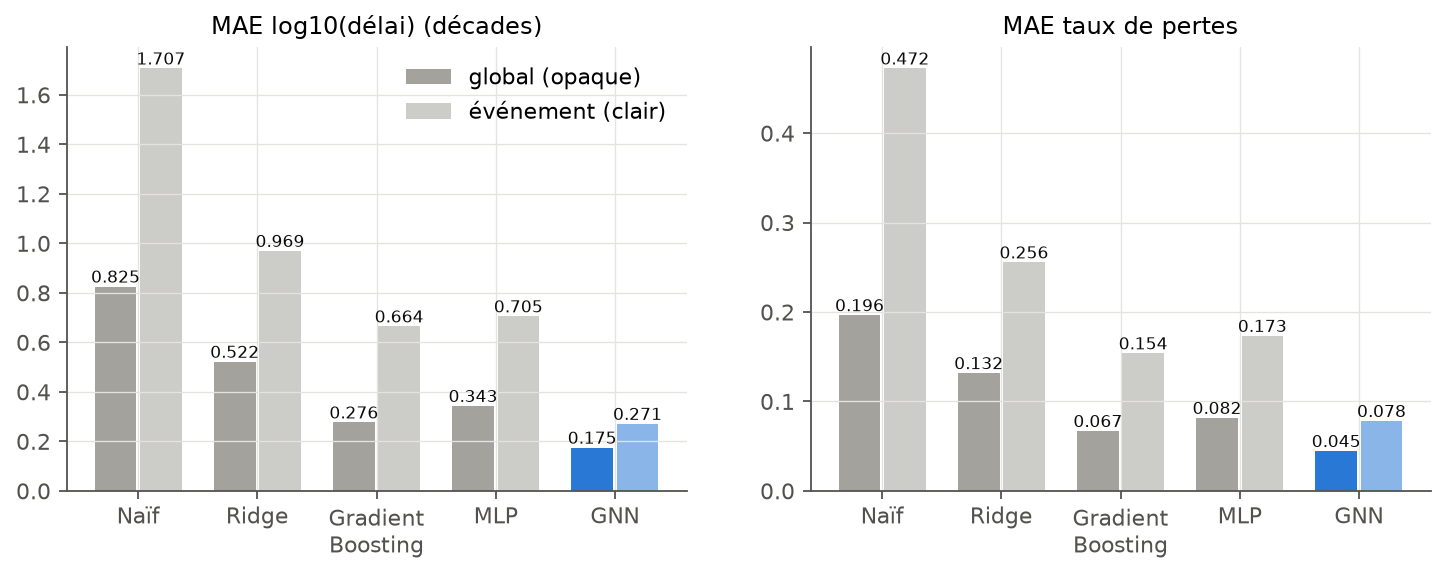 MAE log10(délai) (décades)
global (opaque)
événement (clair)
1.6
1.4
1.2
1.0
0.8
0.6
0.4
0.2
0.0
0.825
1.707
0.522
0.969
0.276
0.664
0.343
0.705
0.175
0.271
Naïf
Ridge
Gradient
Boosting
MLP
GNN
MAE taux de pertes
0.4
0.3
0.2
0.1
0.0
0.196
0.472
0.132
0.256
0.067
0.154
0.082
0.173
0.045
0.078
Naïf
Ridge
Gradient
Boosting
MLP
GNN